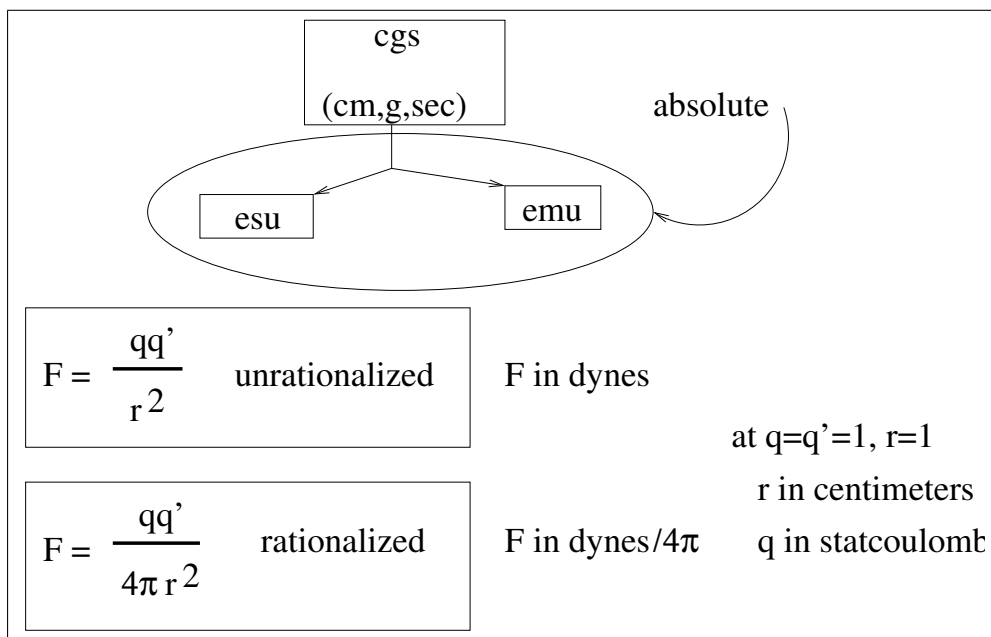 cgs
(cm,g,sec)
absolute
esu
emu
F = qq' / r 2 unrationalized F in dynes
at q=q'=1, r=1
r in centimeters
F = qq' / 4π r 2 rationalized F in dynes/4π q in statcoulomb